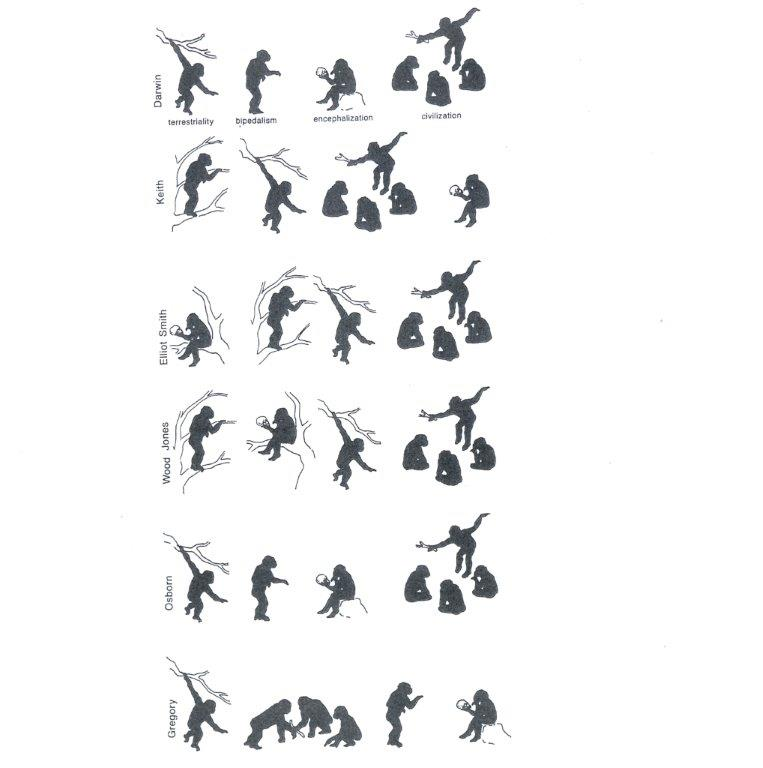 Darwin
terrestriality bipedalism encephalization civilization
Keith
Elliot Smith
Wood Jones
Osborn
Gregory